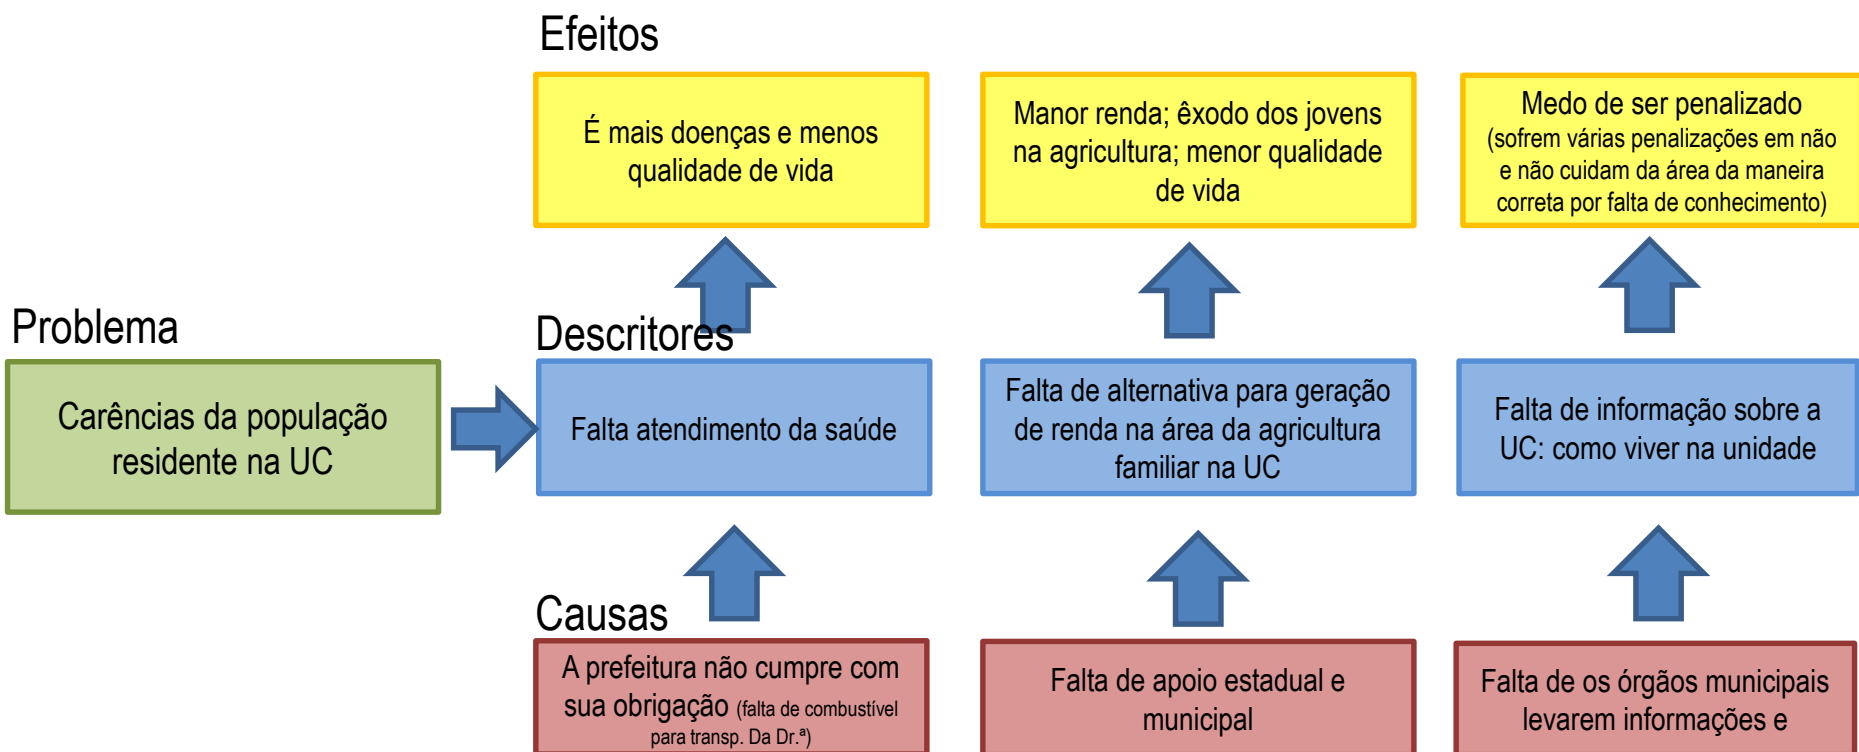 Efeitos
É mais doenças e menos
qualidade de vida
Manor renda; êxodo dos jovens
na agricultura; menor qualidade
de vida
Medo de ser penalizado
(sofrem várias penalizações em não
e não cuidam da área da maneira
correta por falta de conhecimento)
Problema
Carências da população
residente na UC
Descritores
Falta atendimento da saúde
Falta de alternativa para geração
de renda na área da agricultura
familiar na UC
Falta de informação sobre a
UC: como viver na unidade
Causas
A prefeitura não cumpre com
sua obrigação (falta de combustível
para transp. Da Dr.ª)
Falta de apoio estadual e
municipal
Falta de os órgãos municipais
levarem informações e